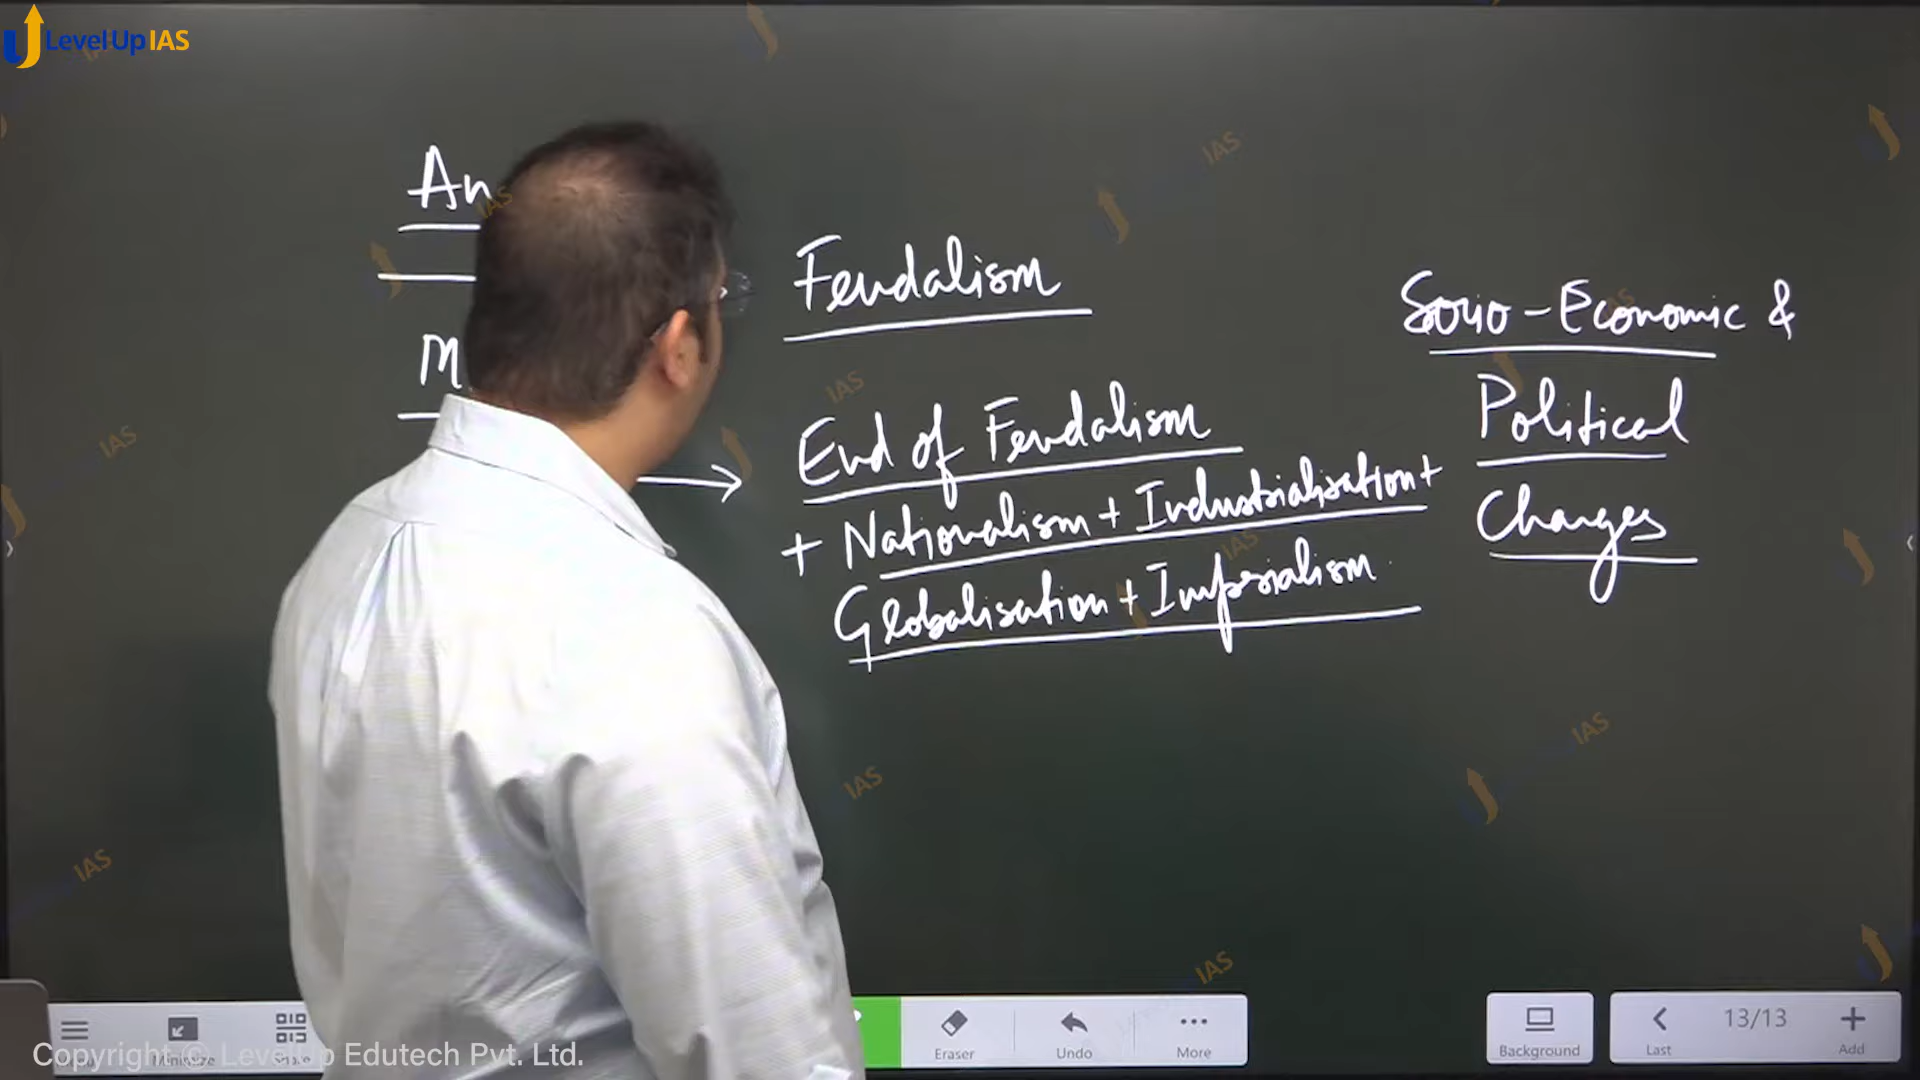 LevelUp IAS
An
Feudalism
M
End of Feudalism
+ Nationalism + Industrialisation +
Globalisation + Imperialism
Socio-Economic &
Political
Changes
Eraser
Undo
More
Background
Last
13/13
Add
Copyright © LevelUp Edutech Pvt. Ltd.